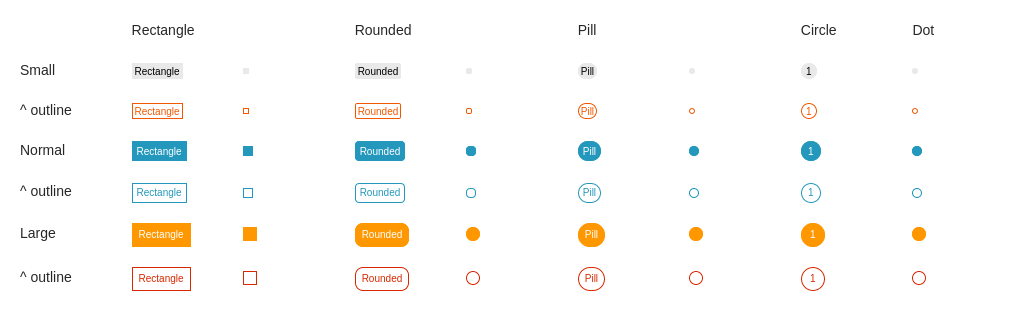 Rectangle Rounded Pill Circle Dot
Small Rectangle Rounded Pill 1
^ outline Rectangle Rounded Pill 1
Normal Rectangle Rounded Pill 1
^ outline Rectangle Rounded Pill 1
Large Rectangle Rounded Pill 1
^ outline Rectangle Rounded Pill 1